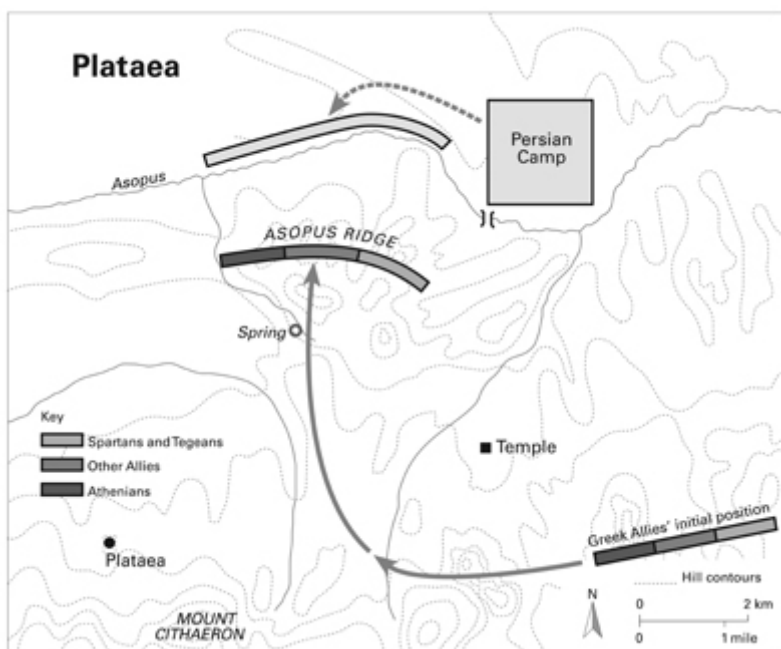 Plataea
Persian
Camp
Asopus
ASOPUS RIDGE
Spring
Key
Spartans and Tegeans
Other Allies
Athenians
Temple
Plataea
Greek Allies' initial position
Hill contours
MOUNT
CITHAERON
N
0 2 km
0 1 mile